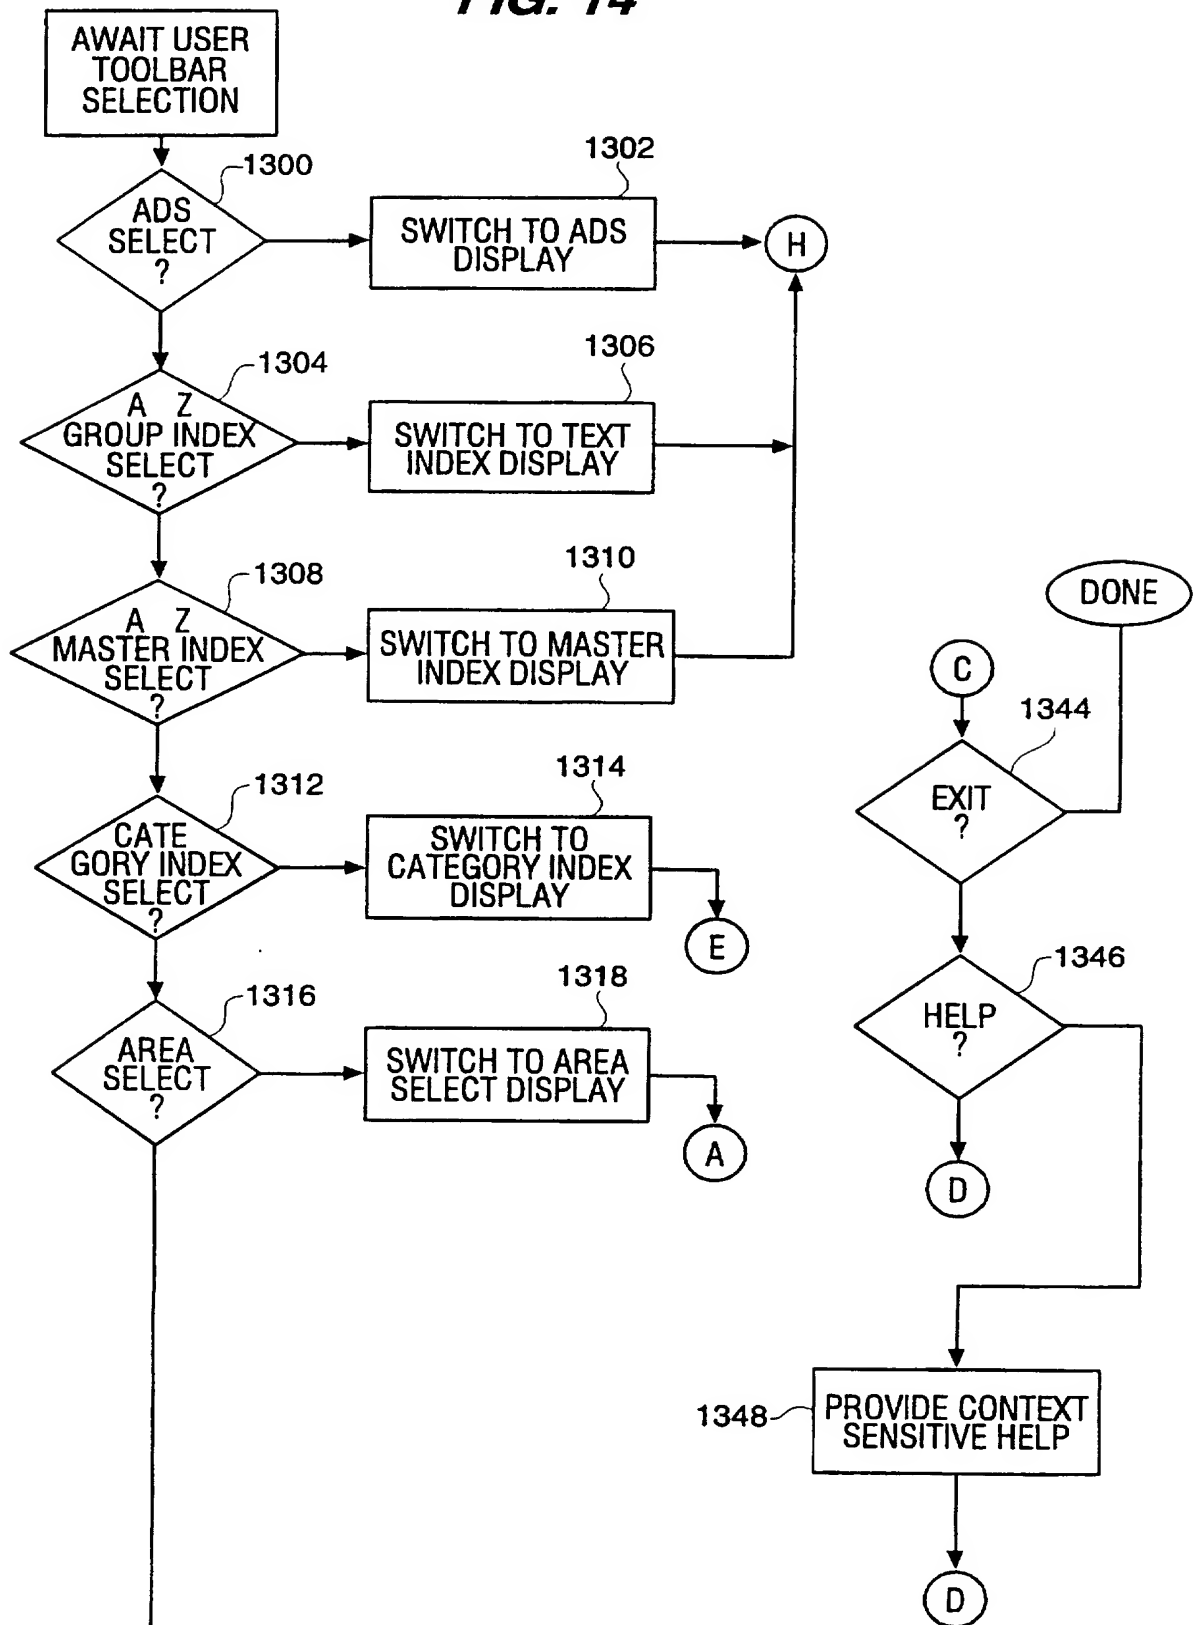 FIG. 14
AWAIT USER
TOOLBAR
SELECTION
1300
ADS
SELECT
?
1302
SWITCH TO ADS
DISPLAY
H
1304
A Z
GROUP INDEX
SELECT
?
1306
SWITCH TO TEXT
INDEX DISPLAY
1308
A Z
MASTER INDEX
SELECT
?
1310
SWITCH TO MASTER
INDEX DISPLAY
1312
CATE
GORY INDEX
SELECT
?
1314
SWITCH TO
CATEGORY INDEX
DISPLAY
E
1316
AREA
SELECT
?
1318
SWITCH TO AREA
SELECT DISPLAY
A
DONE
C
1344
EXIT
?
1346
HELP
?
D
1348
PROVIDE CONTEXT
SENSITIVE HELP
D